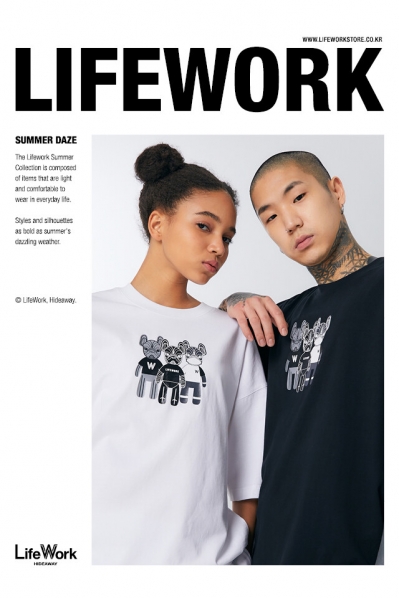 WWW.LIFEWORKSTORE.CO.KR
LIFEWORK
SUMMER DAZE
The Lifework Summer
Collection is composed
of items that are light
and comfortable to
wear in everyday life.
Styles and silhouettes
as bold as summer's
dazzling weather.
© LifeWork, Hideaway.
W
LIFEWORK
W
LifeWork
HIDEAWAY